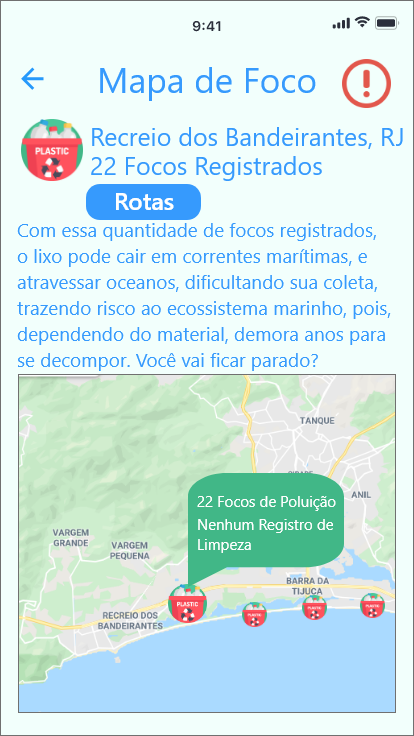 9:41
Mapa de Foco
PLASTIC
Recreio dos Bandeirantes, RJ
22 Focos Registrados
Rotas
Com essa quantidade de focos registrados,
o lixo pode cair em correntes marítimas, e
atravessar oceanos, dificultando sua coleta,
trazendo risco ao ecossistema marinho, pois,
dependendo do material, demora anos para
se decompor. Você vai ficar parado?
TANQUE
ANIL
22 Focos de Poluição
Nenhum Registro de
Limpeza
VARGEM
GRANDE
VARGEM
PEQUENA
BARRA DA
TIJUCA
RECREIO DOS
BANDEIRANTES
PLASTIC
PLASTIC
PLASTIC
PLASTIC